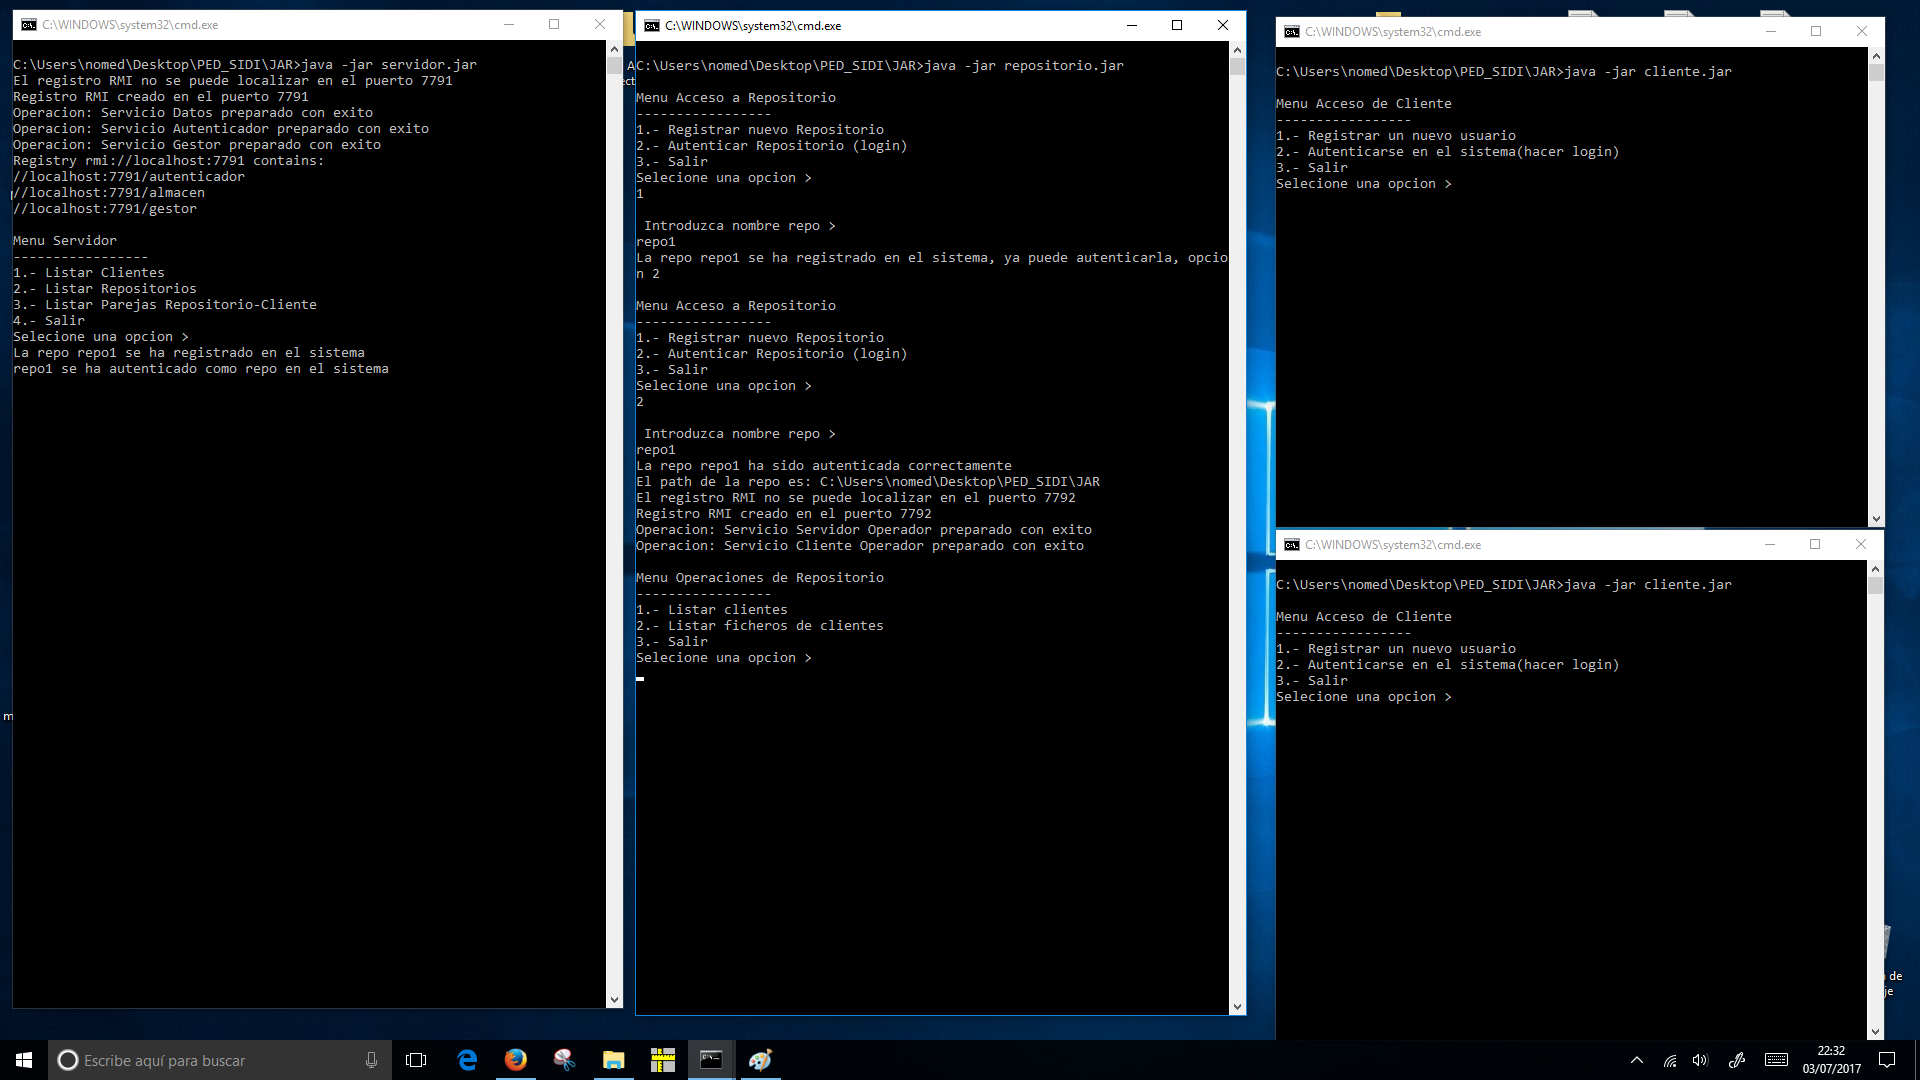 C:\WINDOWS\system32\cmd.exe
C:\Users\nomed\Desktop\PED_SIDI\JAR>java -jar servidor.jar
El registro RMI no se puede localizar en el puerto 7791
Registro RMI creado en el puerto 7791
Operacion: Servicio Datos preparado con exito
Operacion: Servicio Autenticador preparado con exito
Operacion: Servicio Gestor preparado con exito
Registry rmi://localhost:7791 contains:
//localhost:7791/autenticador
//localhost:7791/almacen
//localhost:7791/gestor
Menu Servidor
-----------------
1.- Listar Clientes
2.- Listar Repositorios
3.- Listar Parejas Repositorio-Cliente
4.- Salir
Selecione una opcion >
La repo repo1 se ha registrado en el sistema
repo1 se ha autenticado como repo en el sistema
C:\WINDOWS\system32\cmd.exe
C:\Users\nomed\Desktop\PED_SIDI\JAR>java -jar repositorio.jar
Menu Acceso a Repositorio
-----------------
1.- Registrar nuevo Repositorio
2.- Autenticar Repositorio (login)
3.- Salir
Selecione una opcion >
1
Introduzca nombre repo >
repo1
La repo repo1 se ha registrado en el sistema, ya puede autenticarla, opcio
n 2
Menu Acceso a Repositorio
-----------------
1.- Registrar nuevo Repositorio
2.- Autenticar Repositorio (login)
3.- Salir
Selecione una opcion >
2
Introduzca nombre repo >
repo1
La repo repo1 ha sido autenticada correctamente
El path de la repo es: C:\Users\nomed\Desktop\PED_SIDI\JAR
El registro RMI no se puede localizar en el puerto 7792
Registro RMI creado en el puerto 7792
Operacion: Servicio Servidor Operador preparado con exito
Operacion: Servicio Cliente Operador preparado con exito
Menu Operaciones de Repositorio
-----------------
1.- Listar clientes
2.- Listar ficheros de clientes
3.- Salir
Selecione una opcion >
C:\WINDOWS\system32\cmd.exe
C:\Users\nomed\Desktop\PED_SIDI\JAR>java -jar cliente.jar
Menu Acceso de Cliente
-----------------
1.- Registrar un nuevo usuario
2.- Autenticarse en el sistema(hacer login)
3.- Salir
Selecione una opcion >
C:\WINDOWS\system32\cmd.exe
C:\Users\nomed\Desktop\PED_SIDI\JAR>java -jar cliente.jar
Menu Acceso de Cliente
-----------------
1.- Registrar un nuevo usuario
2.- Autenticarse en el sistema(hacer login)
3.- Salir
Selecione una opcion >
de
je
Escribe aquí para buscar
22:32
03/07/2017